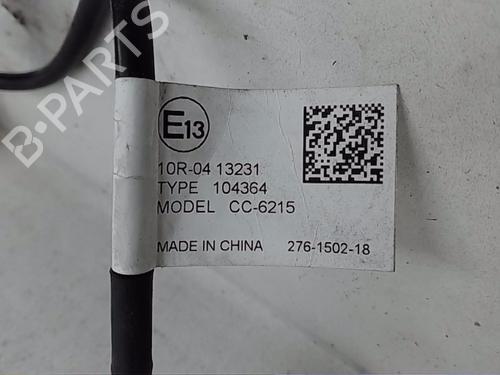 B-PARTS
E13
10R-04 13231
TYPE 104364
MODEL CC-6215
MADE IN CHINA 276-1502-18